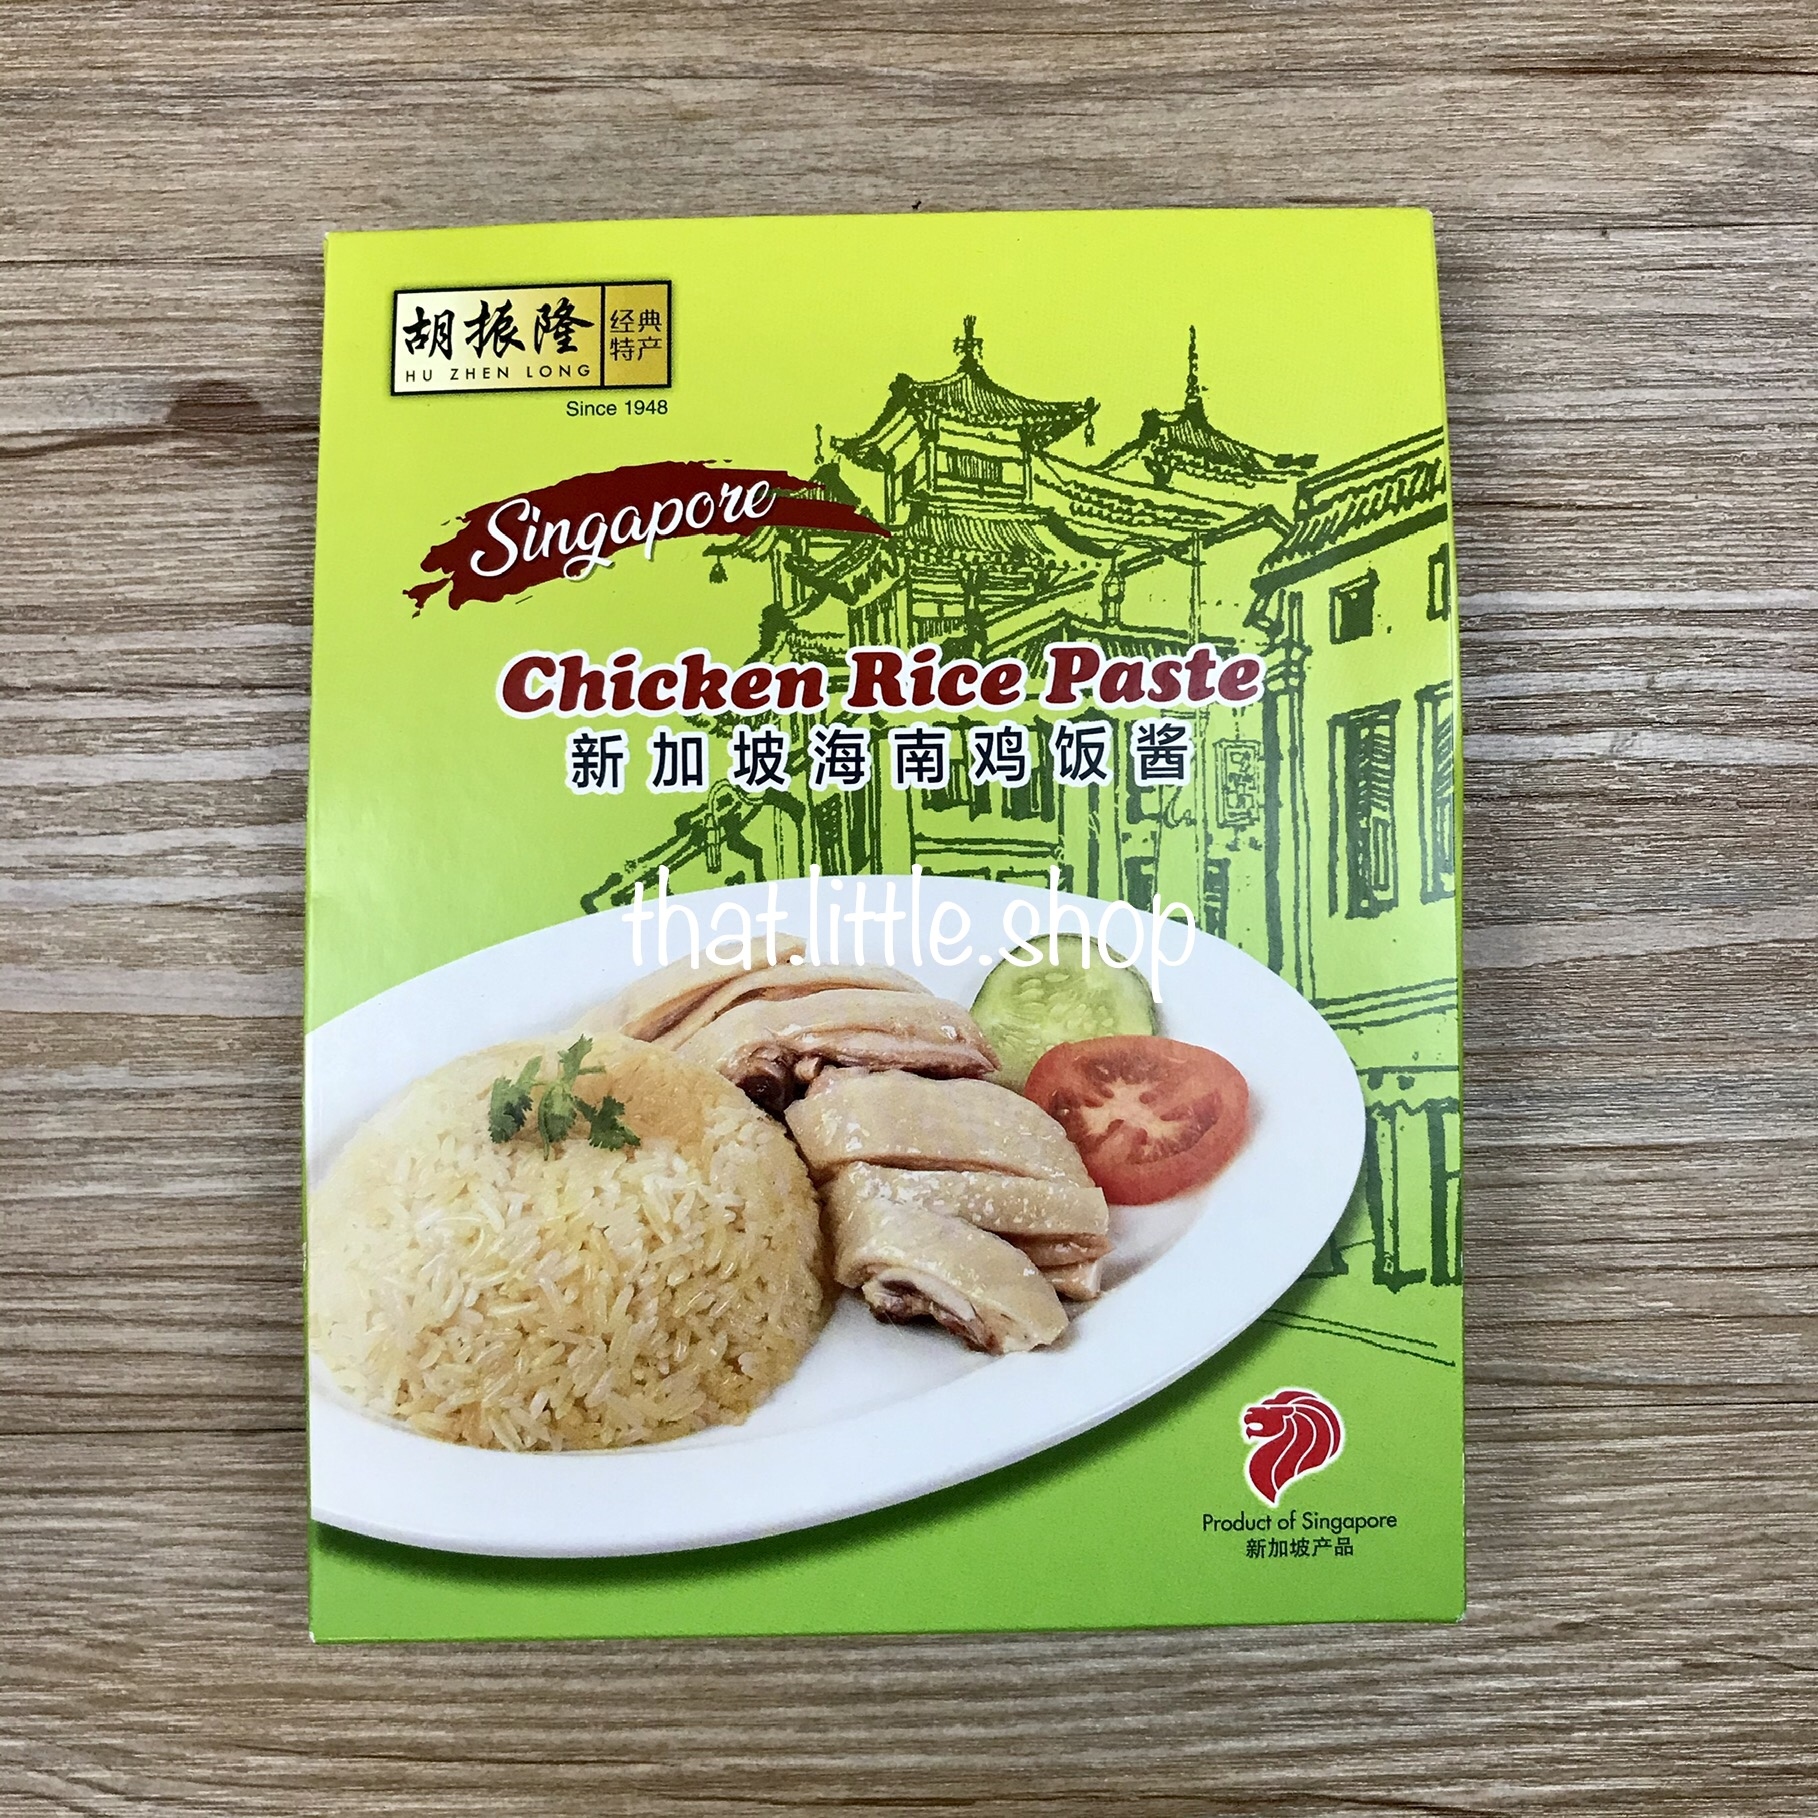 胡振隆
HU ZHEN LONG
经典
特产
Since 1948
Singapore
Chicken Rice Paste
新加坡海南鸡饭酱
that.little.shop
Product of Singapore
新加坡产品